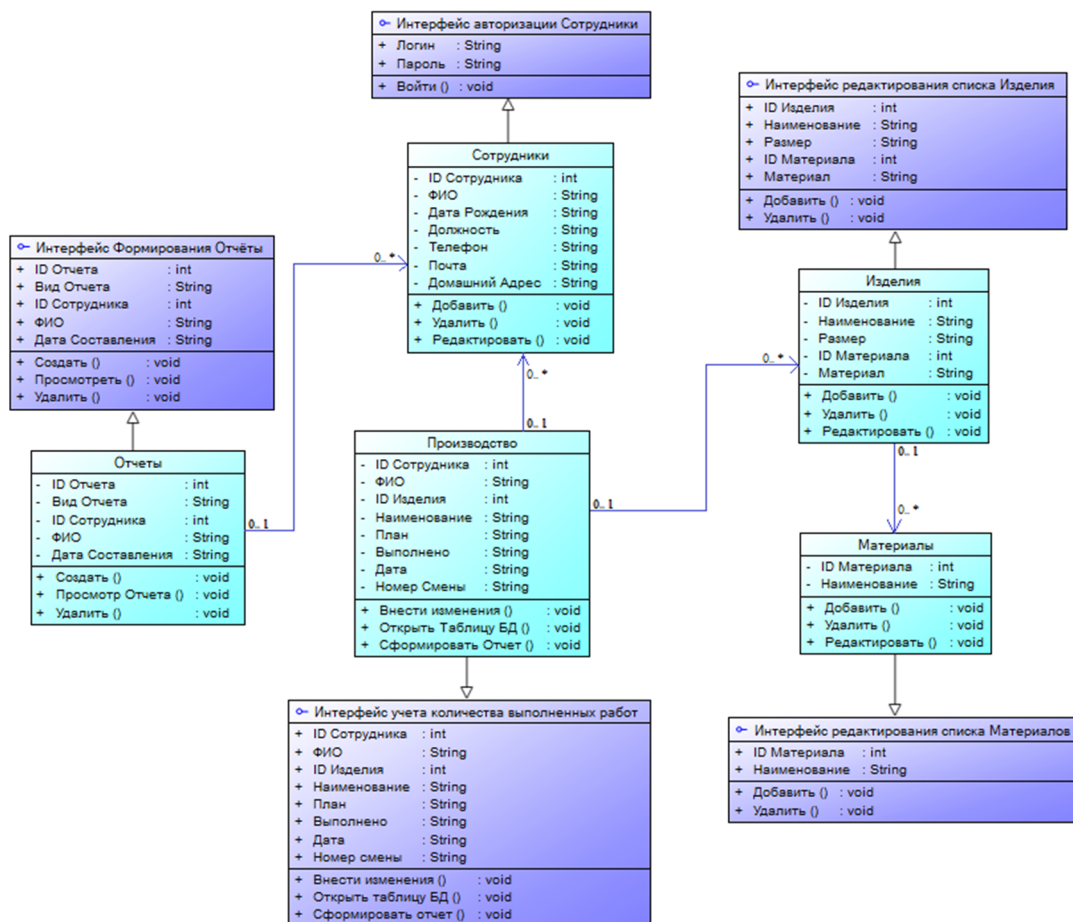 Интерфейс авторизации Сотрудники
+ Логин : String
+ Пароль : String
+ Войти () : void
Интерфейс редактирования списка Изделия
+ ID Изделия : int
+ Наименование : String
+ Размер : String
+ ID Материала : int
+ Материал : String
+ Добавить () : void
+ Удалить () : void
Сотрудники
- ID Сотрудника : int
- ФИО : String
- Дата Рождения : String
- Должность : String
- Телефон : String
- Почта : String
- Домашний Адрес : String
+ Добавить () : void
+ Удалить () : void
+ Редактировать () : void
Интерфейс Формирования Отчёты
+ ID Отчета : int
+ Вид Отчета : String
+ ID Сотрудника : int
+ ФИО : String
+ Дата Составления : String
+ Создать () : void
+ Просмотреть () : void
+ Удалить () : void
0..*
Изделия
- ID Изделия : int
- Наименование : String
- Размер : String
- ID Материала : int
- Материал : String
+ Добавить () : void
+ Удалить () : void
+ Редактировать () : void
0..*
0..*
0..1
0..1
Отчеты
- ID Отчета : int
- Вид Отчета : String
- ID Сотрудника : int
- ФИО : String
- Дата Составления : String
+ Создать () : void
+ Просмотр Отчета () : void
+ Удалить () : void
0..1
Производство
- ID Сотрудника : int
- ФИО : String
- ID Изделия : int
- Наименование : String
- План : String
- Выполнено : String
- Дата : String
- Номер Смены : String
+ Внести изменения () : void
+ Открыть Таблицу БД () : void
+ Сформировать Отчет () : void
0..1
0..*
Материалы
- ID Материала : int
- Наименование : String
+ Добавить () : void
+ Удалить () : void
+ Редактировать () : void
Интерфейс учета количества выполненных работ
+ ID Сотрудника : int
+ ФИО : String
+ ID Изделия : int
+ Наименование : String
+ План : String
+ Выполнено : String
+ Дата : String
+ Номер смены : String
+ Внести изменения () : void
+ Открыть таблицу БД () : void
+ Сформировать отчет () : void
Интерфейс редактирования списка Материалов
+ ID Материала : int
+ Наименование : String
+ Добавить () : void
+ Удалить () : void